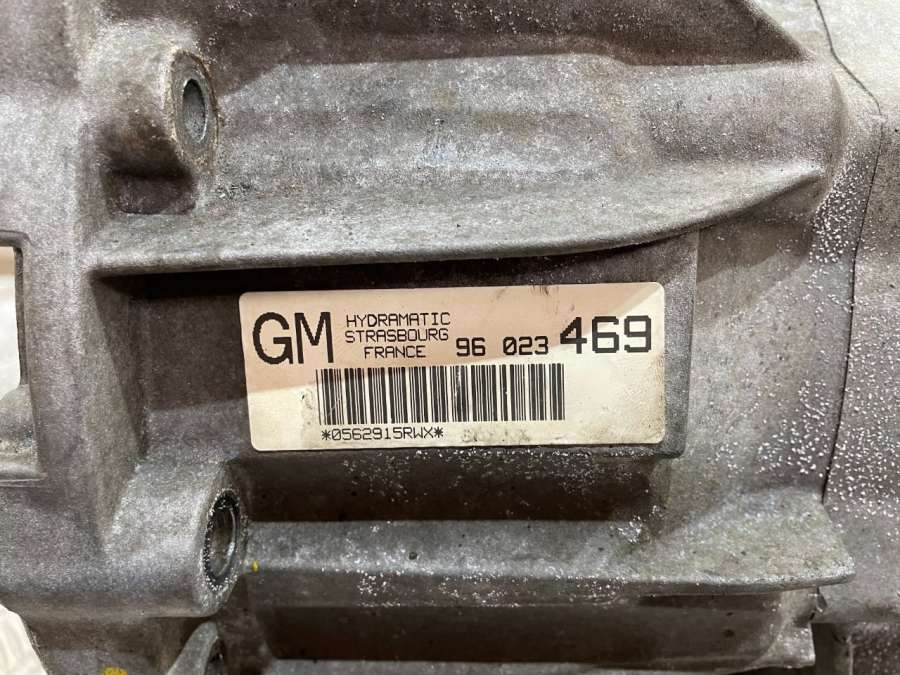 GM HYDRAMATIC
STRASBOURG
FRANCE 96 023 469
*0562915RWX*